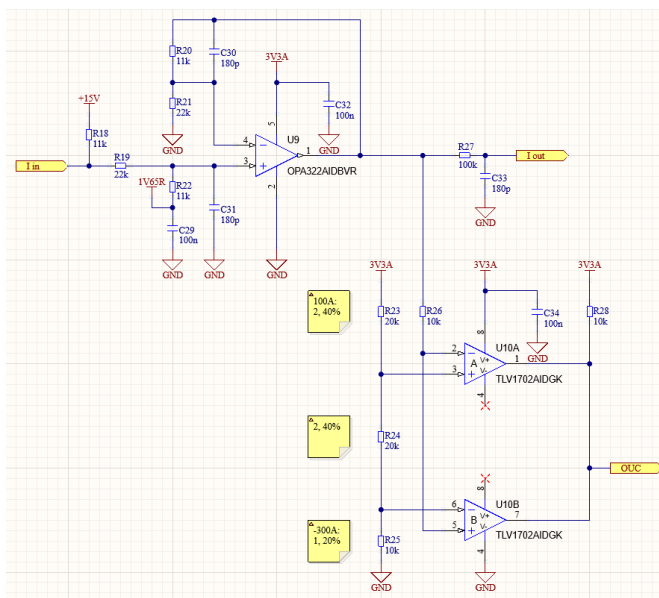 R20
11k
C30
180p
3V3A
+15V
R21
22k
C32
100n
GND
GND
5
U9
R18
11k
4
1
R27
I in
R19
3
I out
22k
OPA322AIDBVR
100k
1V65R
R22
11k
2
C33
180p
C31
180p
C29
100n
GND
GND
GND
GND
3V3A
3V3A
3V3A
100A:
2, 40%
R23
20k
R26
10k
C34
100n
R28
10k
8
U10A
GND
2
V+
1
A
3
V-
TLV1702AIDGK
4
2, 40%
R24
20k
OUC
8
U10B
6
V+
7
B
5
V-
TLV1702AIDGK
-300A:
1, 20%
R25
10k
4
GND
GND